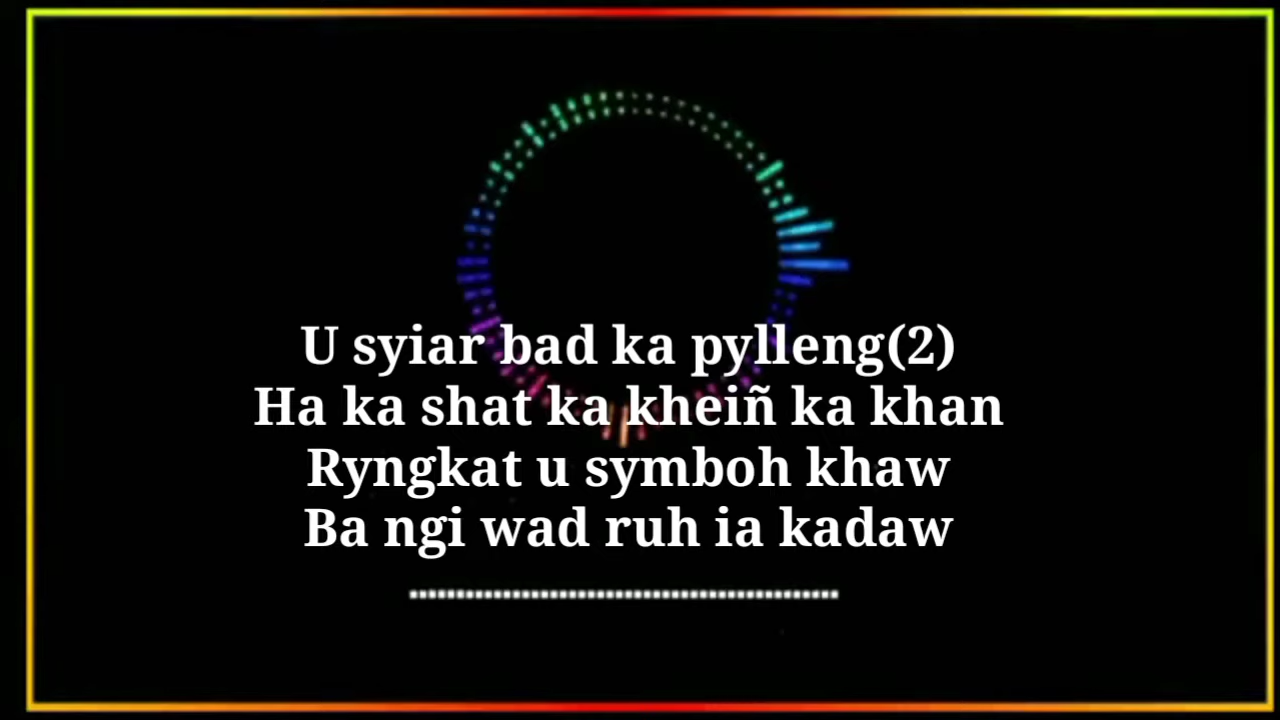 U syiar bad ka pylleng(2)
Ha ka shat ka kheiñ ka khan
Ryngkat u symboh khaw
Ba ngi wad ruh ia kadaw